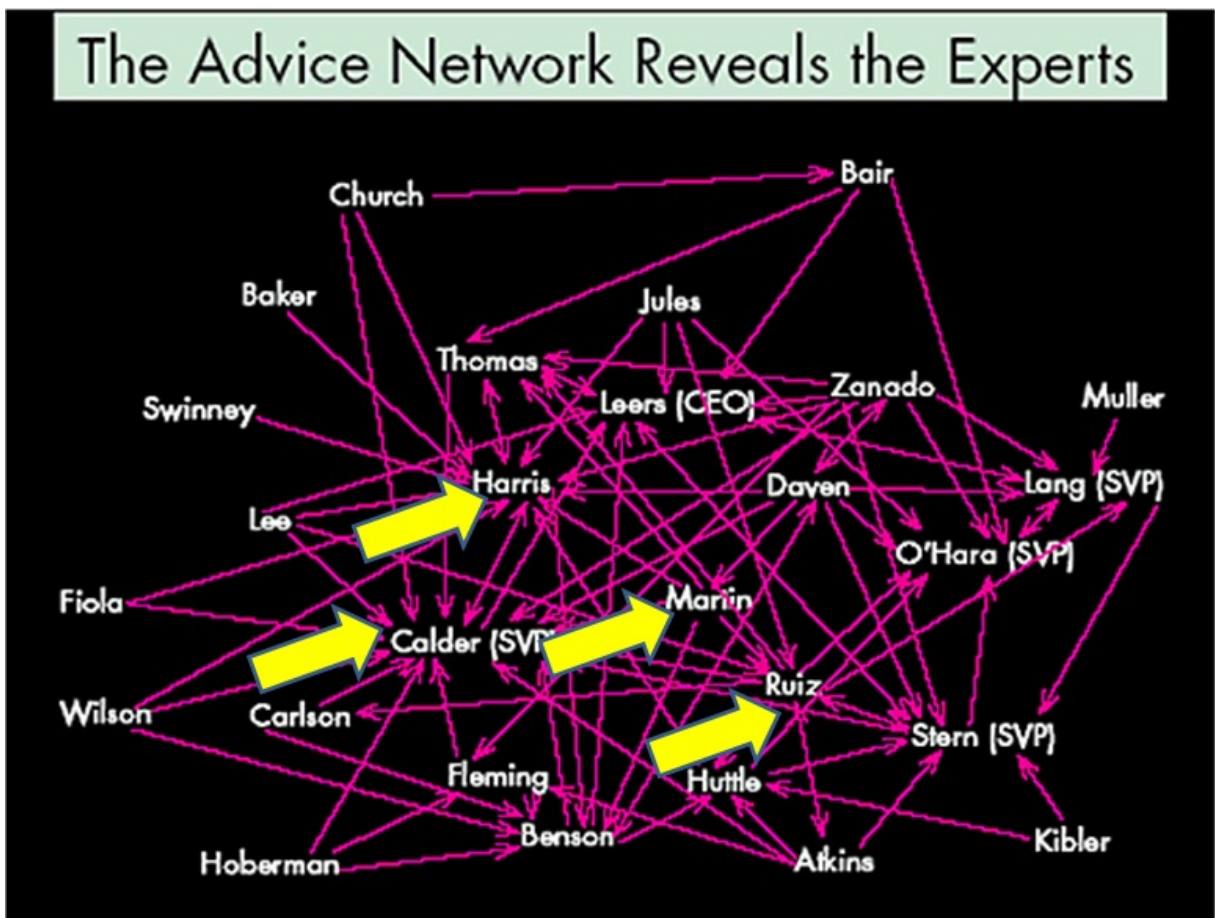 The Advice Network Reveals the Experts
Church
Bair
Baker
Jules
Thomas
Zanado
Leers (CEO)
Muller
Swinney
Harris
Daven
Lang (SVP)
Lee
O'Hara (SVP)
Fiola
Martin
Calder (SVP)
Ruiz
Wilson
Carlson
Stern (SVP)
Fleming
Huttle
Benson
Kibler
Hoberman
Atkins